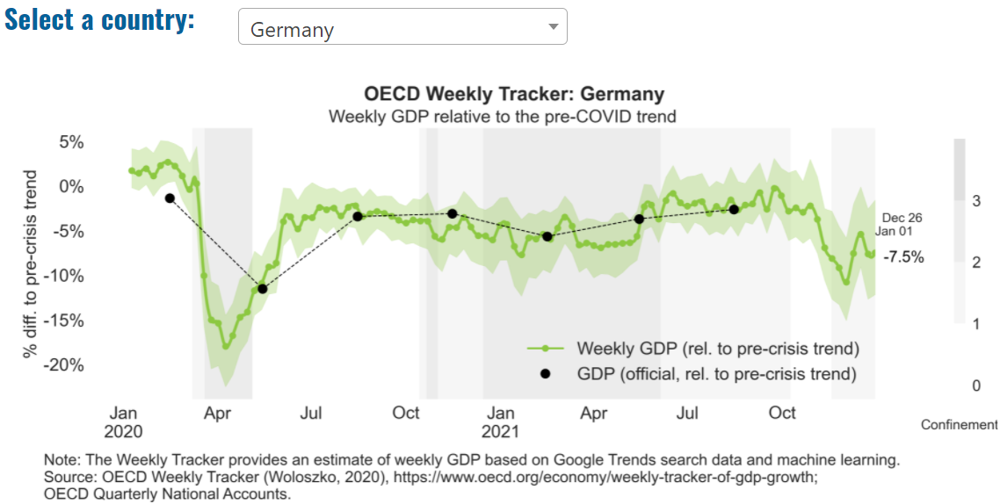 Select a country:
Germany
OECD Weekly Tracker: Germany
Weekly GDP relative to the pre-COVID trend
% diff. to pre-crisis trend
5%
0%
-5%
-10%
-15%
-20%
Dec 26
Jan 01
-7.5%
Weekly GDP (rel. to pre-crisis trend)
GDP (official, rel. to pre-crisis trend)
3
2
1
0
Confinement
Jan Apr Jul Oct Jan Apr Jul Oct
2020 2021
Note: The Weekly Tracker provides an estimate of weekly GDP based on Google Trends search data and machine learning.
Source: OECD Weekly Tracker (Woloszko, 2020), https://www.oecd.org/economy/weekly-tracker-of-gdp-growth;
OECD Quarterly National Accounts.